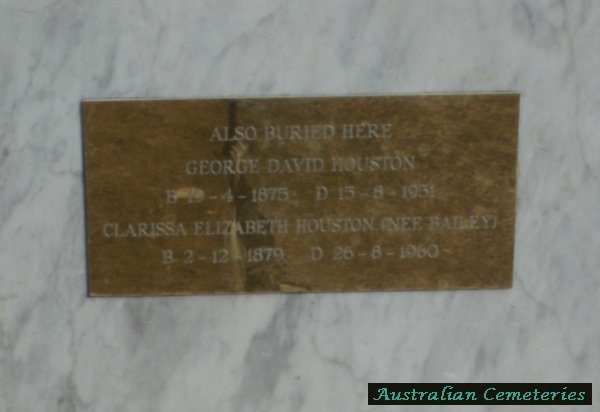 ALSO BURIED HERE
GEORGE DAVID HOUSTON
B 19 - 4 - 1875 D 15 - 8 - 1951
CLARISSA ELIZABETH HOUSTON (NEE BAILEY)
B 2 - 12 - 1879 D 26 - 8 - 1960
Australian Cemeteries